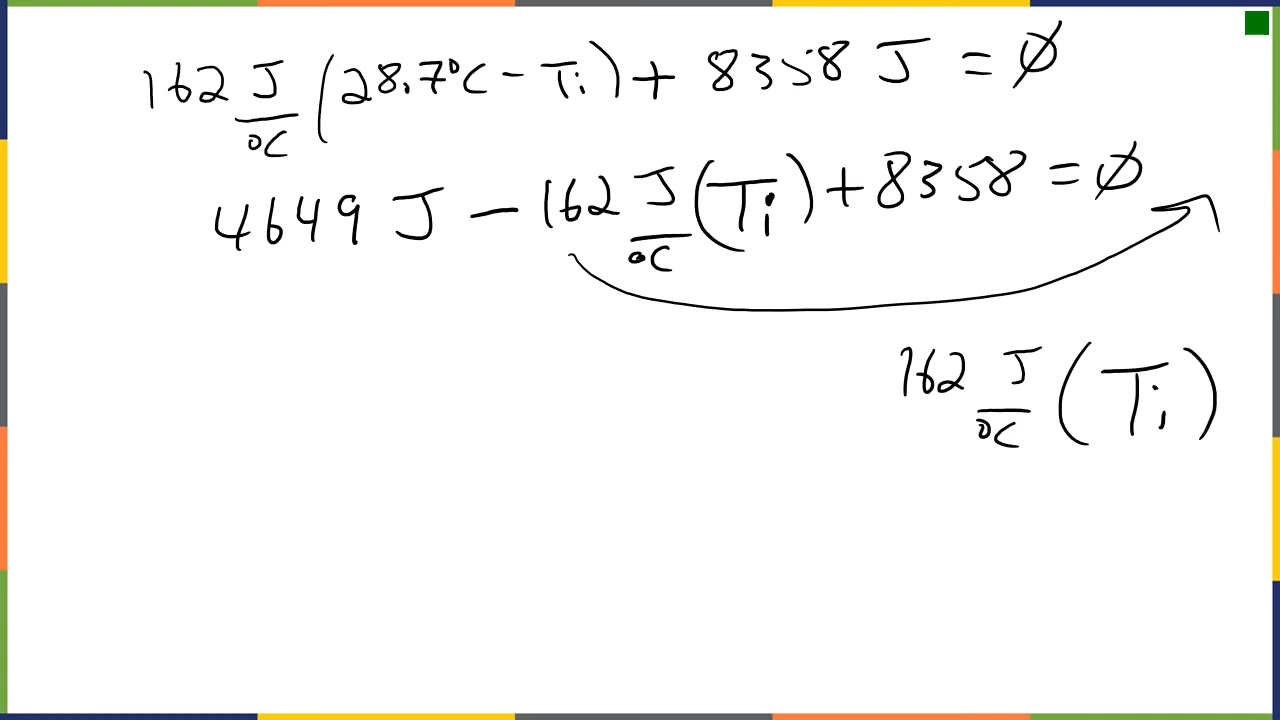 162 J/°C (28.7°C - Ti) + 8358 J = ∅
4649 J - 162 J/°C (Ti) + 8358 = ∅
162 J/°C (Ti)